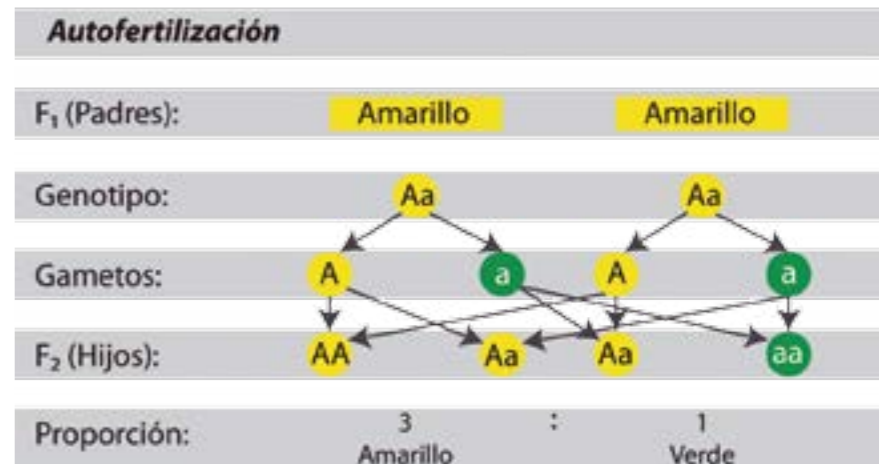 Autofertilización
F₁ (Padres): Amarillo Amarillo
Genotipo: Aa Aa
Gametos: A a A a
F₂ (Hijos): AA Aa Aa aa
Proporción: 3 : 1
Amarillo Verde